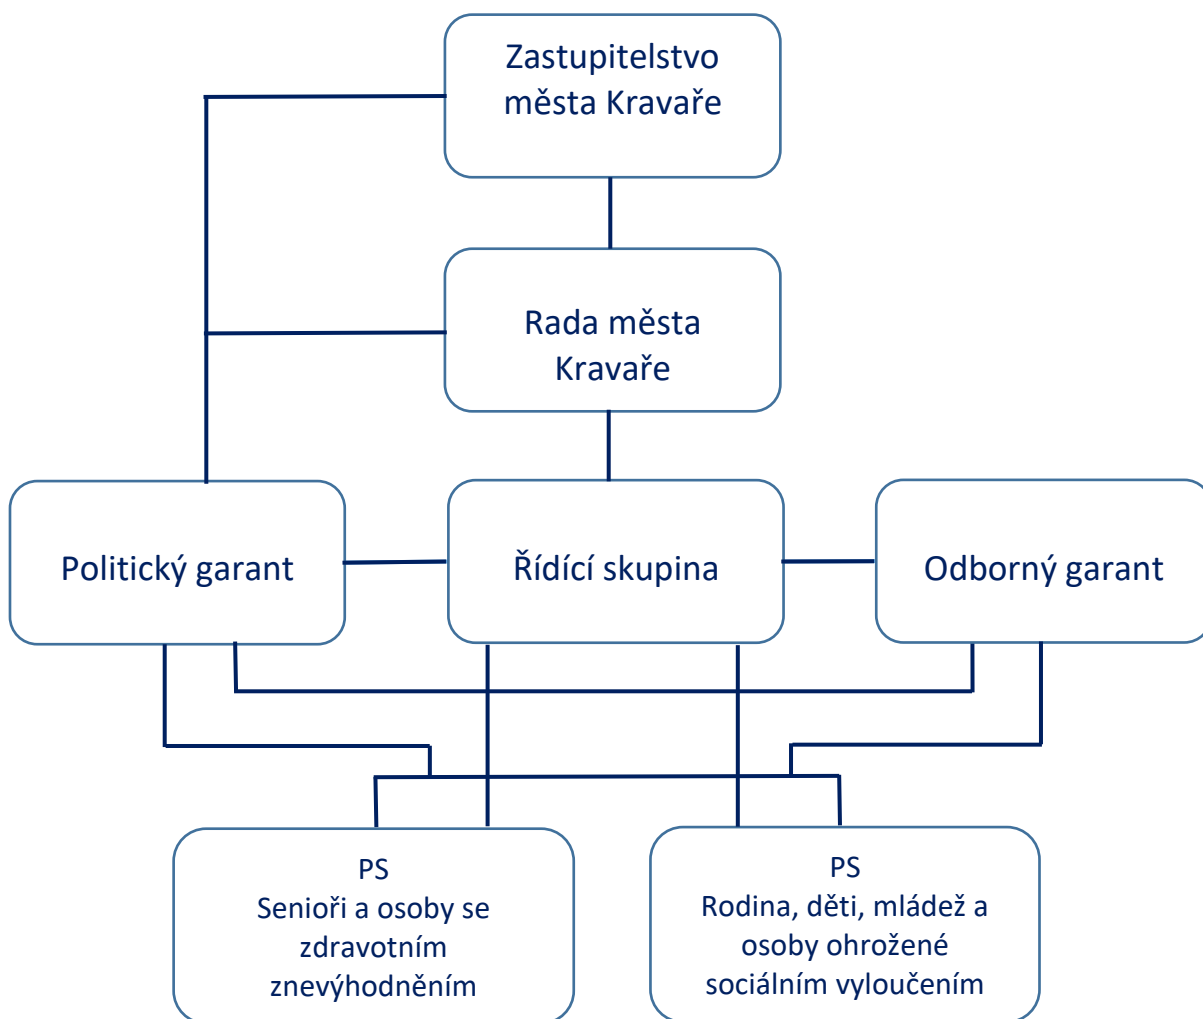 Zastupitelstvo
města Kravaře
Rada města
Kravaře
Politický garant
Řídící skupina
Odborný garant
PS
Senioři a osoby se
zdravotním
znevýhodněním
PS
Rodina, děti, mládež a
osoby ohrožené
sociálním vyloučením